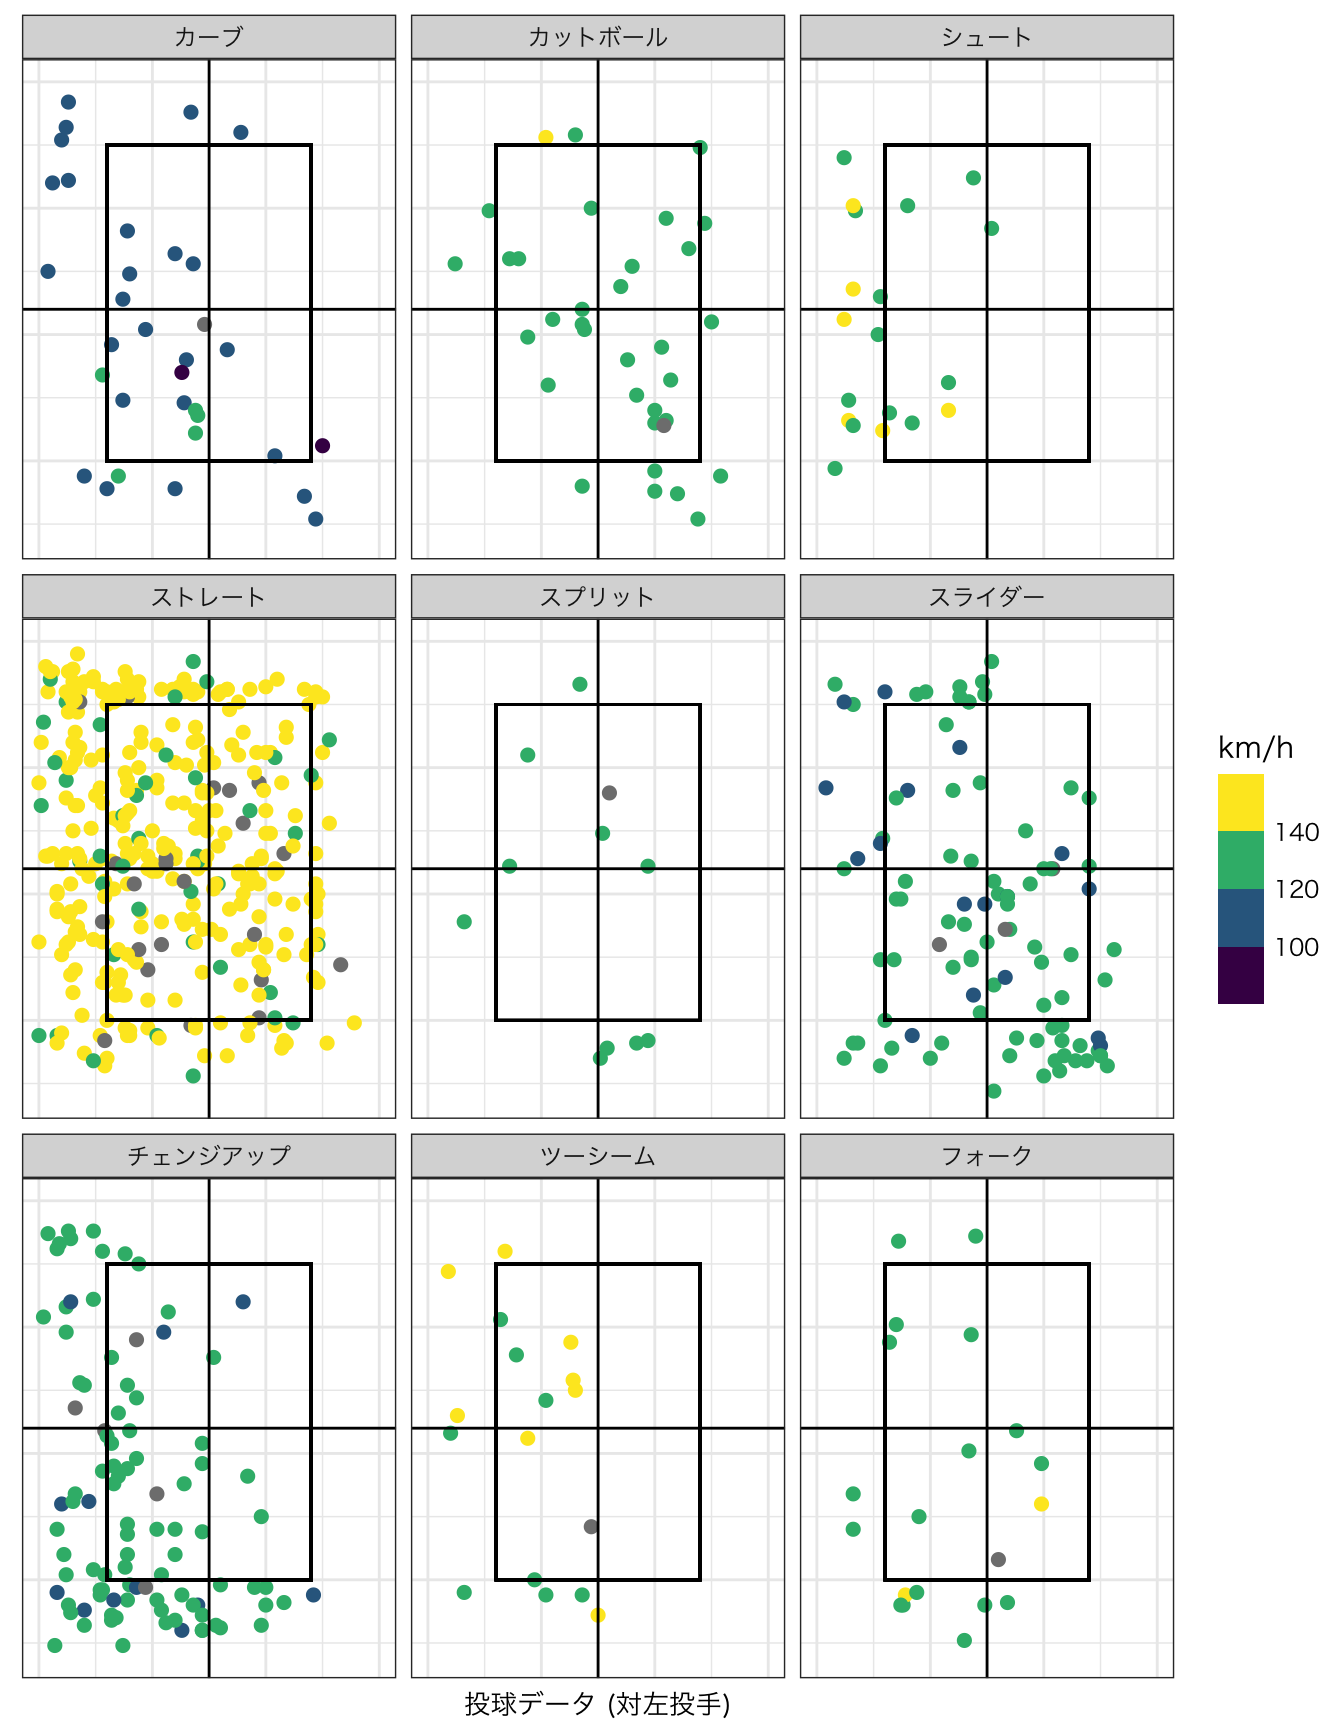 カーブ
カットボール
シュート
ストレート
スプリット
スライダー
km/h
140
120
100
チェンジアップ
ツーシーム
フォーク
投球データ (対左投手)